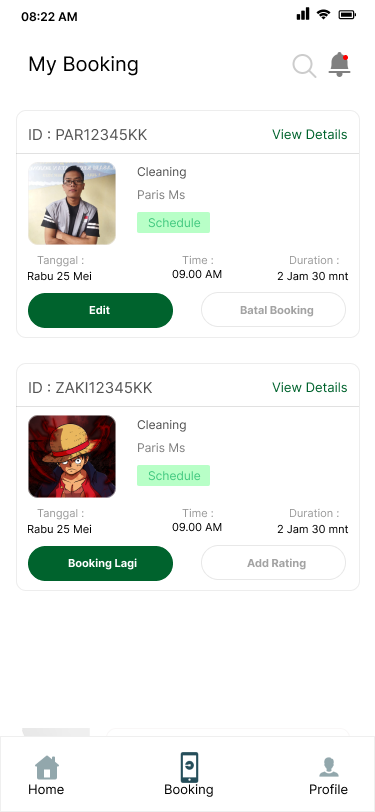 08:22 AM
My Booking
ID : PAR12345KK View Details
Cleaning
Paris Ms
Schedule
Tanggal : Time : Duration :
Rabu 25 Mei 09.00 AM 2 Jam 30 mnt
Edit Batal Booking
ID : ZAKI12345KK View Details
Cleaning
Paris Ms
Schedule
Tanggal : Time : Duration :
Rabu 25 Mei 09.00 AM 2 Jam 30 mnt
Booking Lagi Add Rating
Home Booking Profile